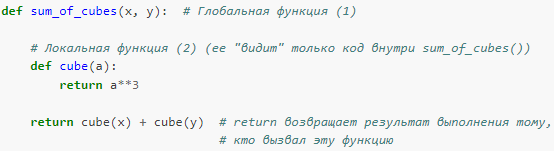 def sum_of_cubes(x, y):  # Глобальная функция (1)
    # Локальная функция (2) (ее "видит" только код внутри sum_of_cubes())
    def cube(a):
        return a**3
    return cube(x) + cube(y)  # return возвращает результат выполнения тому,
                              # кто вызвал эту функцию